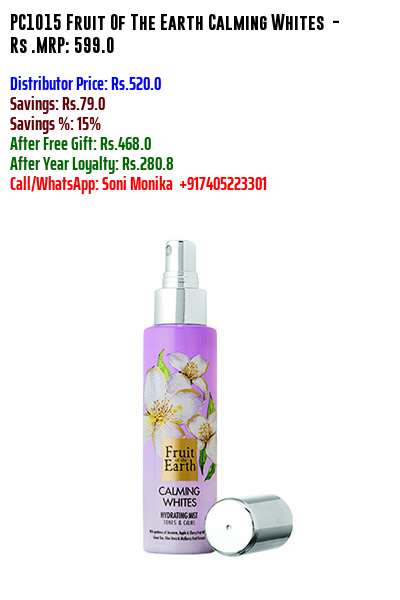 PC1015 Fruit Of The Earth Calming Whites -
Rs .MRP: 599.0
Distributor Price: Rs.520.0
Savings: Rs.79.0
Savings %: 15%
After Free Gift: Rs.468.0
After Year Loyalty: Rs.280.8
Call/WhatsApp: Soni Monika +917405223301
Fruit
of the
Earth
CALMING
WHITES
HYDRATING MIST
TONES & CALMS